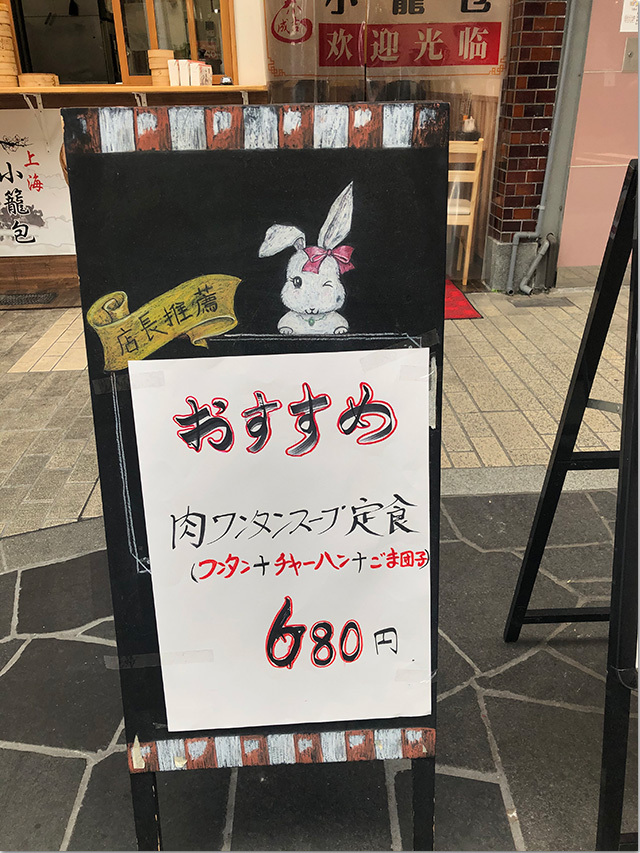 小籠包
欢迎光临
上海
小籠包
店長推薦
おすすめ
肉ワンタンスープ定食
(ワンタン+チャーハン+ごま団子)
680円